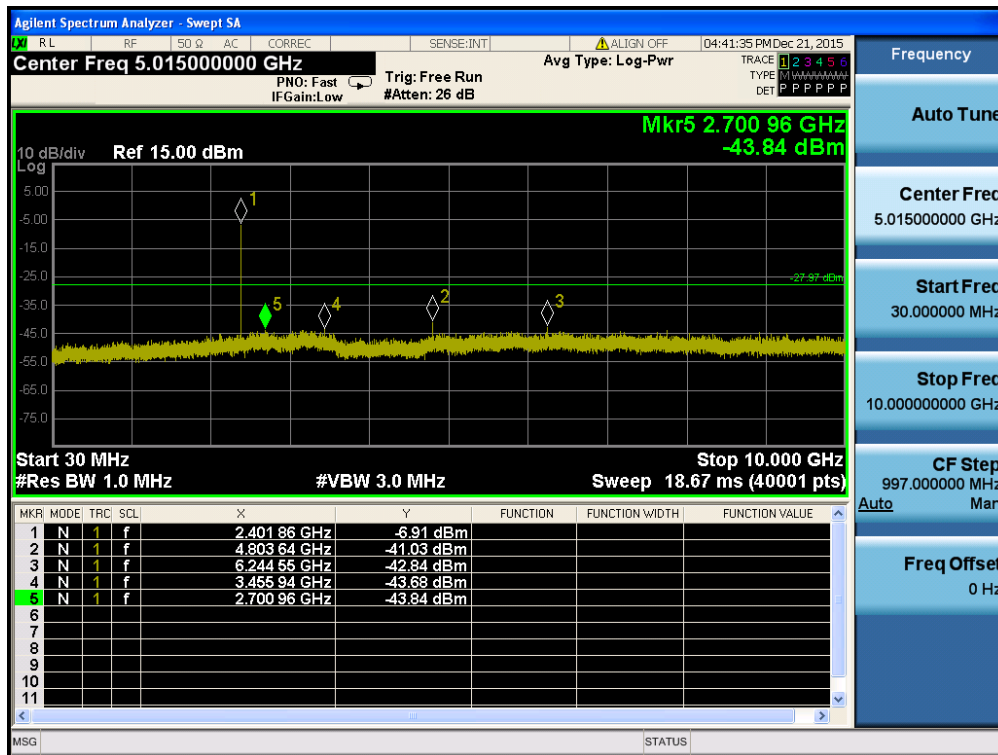 Agilent Spectrum Analyzer - Swept SA
LXI RL RF 50 Ω AC CORREC SENSE:INT ALIGN OFF 04:41:35 PM Dec 21, 2015
Center Freq 5.015000000 GHz
PNO: Fast
IFGain:Low
Trig: Free Run
#Atten: 26 dB
Avg Type: Log-Pwr
TRACE 1 2 3 4 5 6
TYPE M
DET P P P P P P
Mkr5 2.700 96 GHz
-43.84 dBm
10 dB/div Ref 15.00 dBm
Log
5.00
-5.00
-15.0
-25.0
-35.0
-45.0
-55.0
-65.0
-75.0
1
5
4
2
3
-27.97 dBm
Start 30 MHz Stop 10.000 GHz
#Res BW 1.0 MHz #VBW 3.0 MHz Sweep 18.67 ms (40001 pts)
MKR MODE TRC SCL X Y FUNCTION FUNCTION WIDTH FUNCTION VALUE
1 N 1 f 2.401 86 GHz -6.91 dBm
2 N 1 f 4.803 64 GHz -41.03 dBm
3 N 1 f 6.244 55 GHz -42.84 dBm
4 N 1 f 3.455 94 GHz -43.68 dBm
5 N 1 f 2.700 96 GHz -43.84 dBm
6
7
8
9
10
11
MSG STATUS
Frequency
Auto Tune
Center Freq
5.015000000 GHz
Start Freq
30.000000 MHz
Stop Freq
10.000000000 GHz
CF Step
997.000000 MHz
Auto Man
Freq Offset
0 Hz